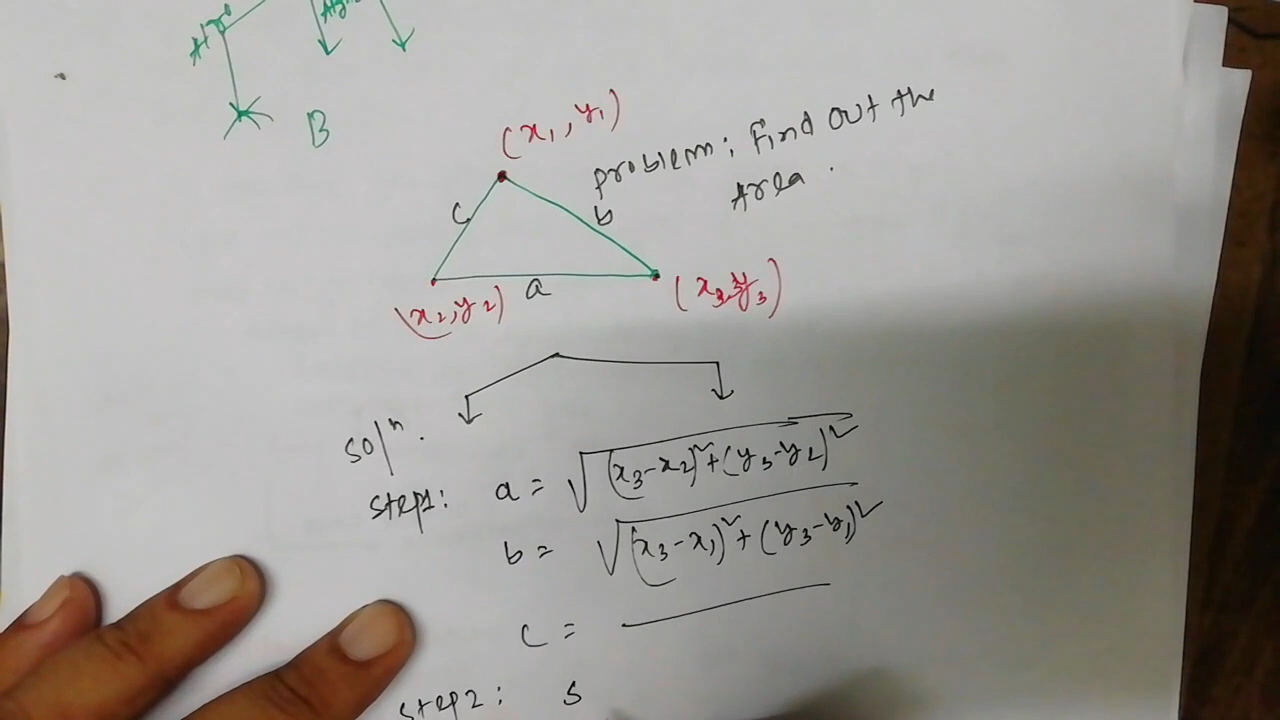 B
(x₁, y₁)
problem: Find out the
Area.
c
b
a
(x₂, y₂)
(x₃, y₃)
solⁿ.
step1: a = √(x₃-x₂)²+(y₃-y₂)²
b = √(x₃-x₁)²+(y₃-y₁)²
c =
step2: s